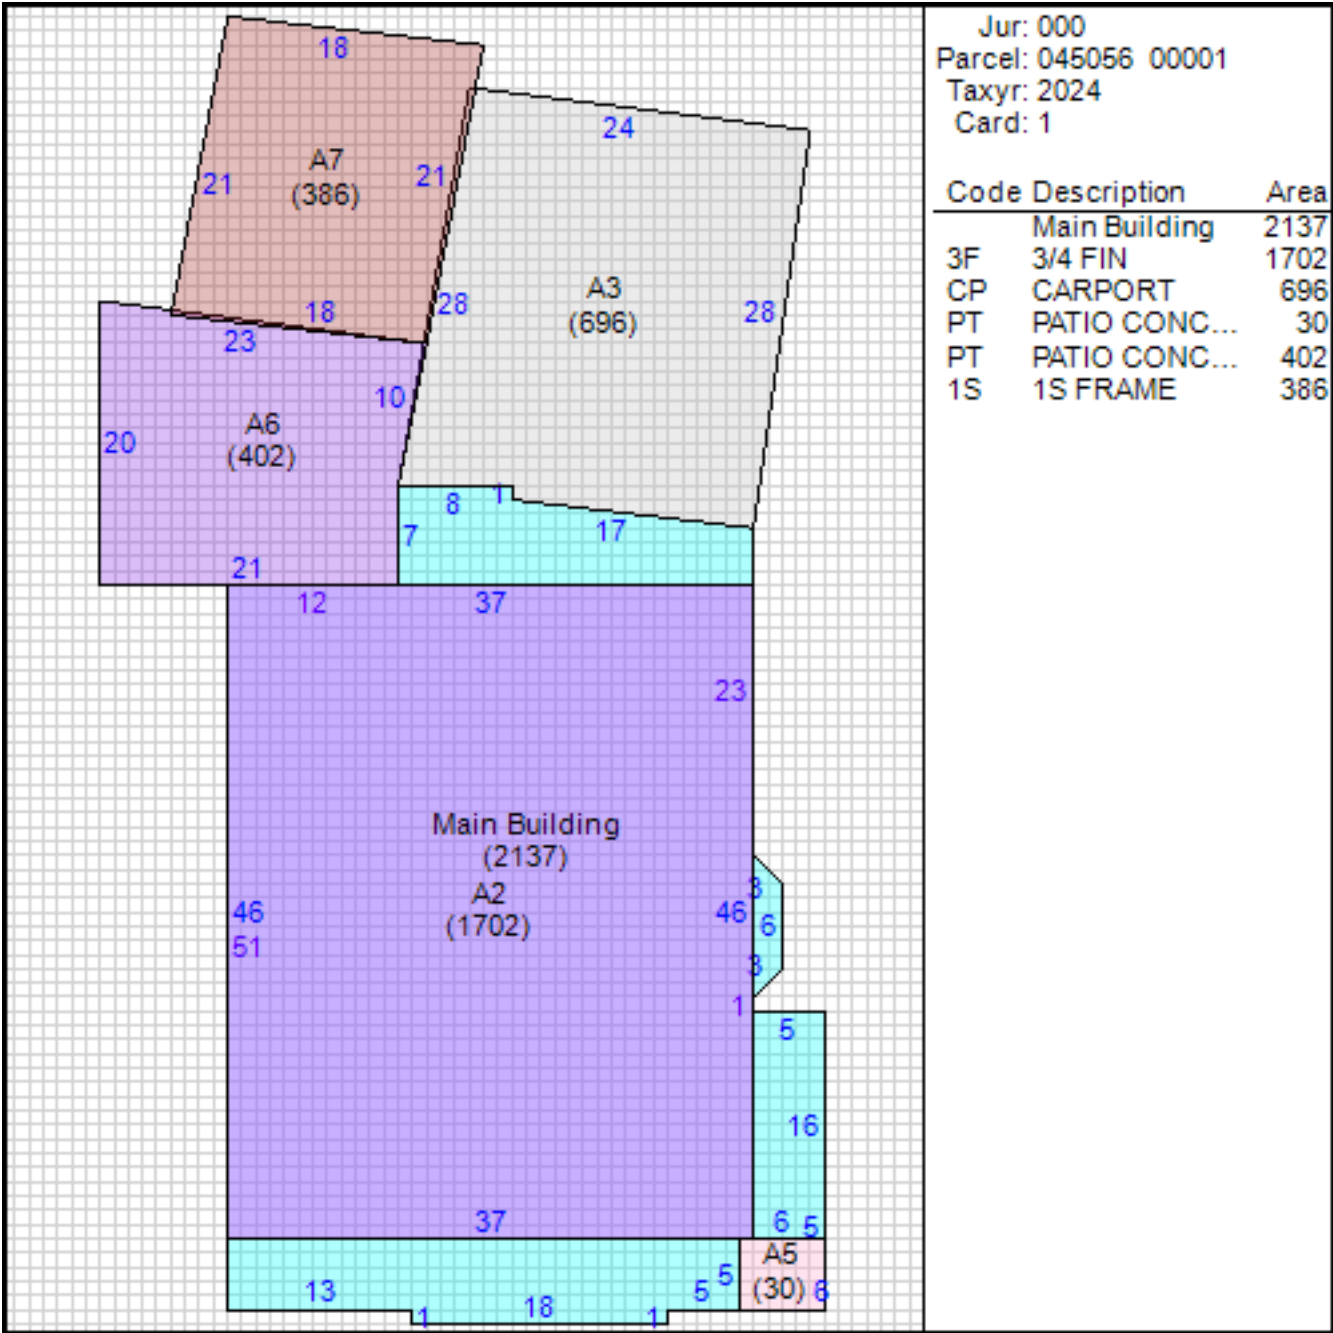 18
21
A7
(386)
21
18
24
28
A3
(696)
28
23
10
A6
(402)
20
21
8
1
7
17
12
37
23
Main Building
(2137)
A2
(1702)
46
51
46
3
6
3
1
5
16
37
6
5
A5
(30)
6
13
1
18
1
5
5
Jur: 000
Parcel: 045056 00001
Taxyr: 2024
Card: 1
Code Description Area
Main Building 2137
3F 3/4 FIN 1702
CP CARPORT 696
PT PATIO CONC... 30
PT PATIO CONC... 402
1S 1S FRAME 386